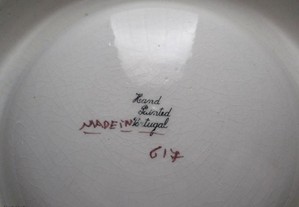 Hand
Painted
MADE IN Portugal
617